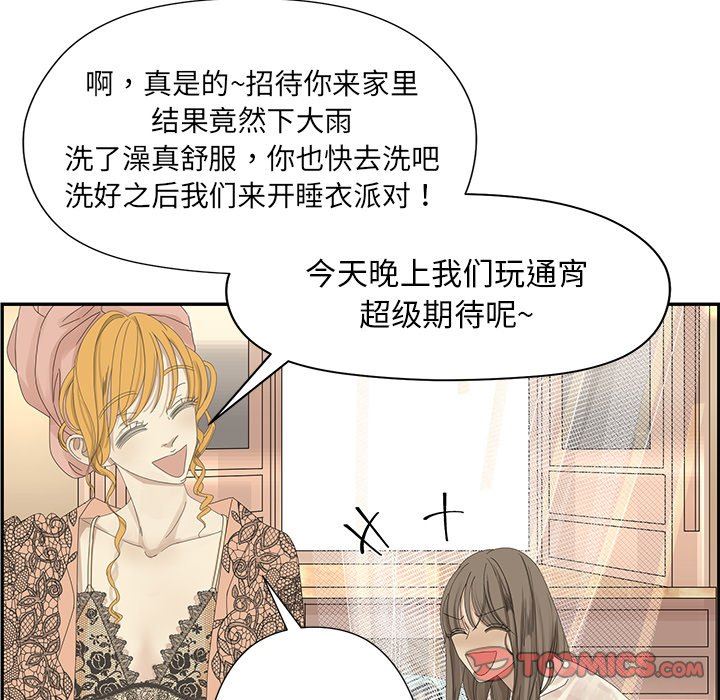 啊，真是的~招待你来家里
结果竟然下大雨
洗了澡真舒服，你也快去洗吧
洗好之后我们来开睡衣派对！
今天晚上我们玩通宵
超级期待呢~
TOOMICS.COM